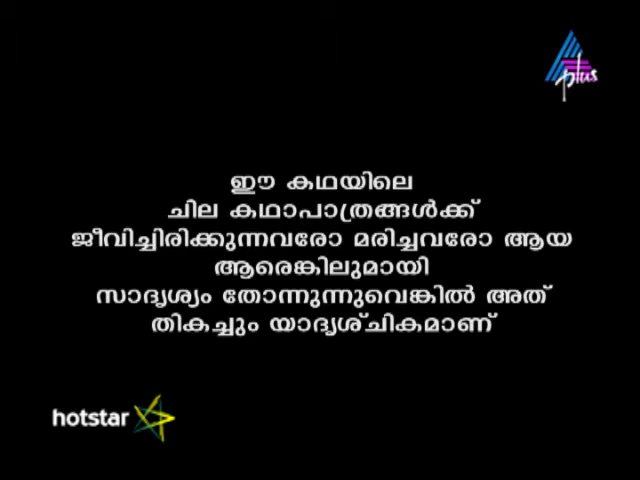 plus
ഈ കഥയിലെ
ചില കഥാപാത്രങ്ങൾക്ക്
ജീവിച്ചിരിക്കുന്നവരോ മരിച്ചവരോ ആയ
ആരെങ്കിലുമായി
സാദൃശ്യം തോന്നുന്നുവെങ്കിൽ അത്
തികച്ചും യാദൃശ്ചികമാണ്
hotstar